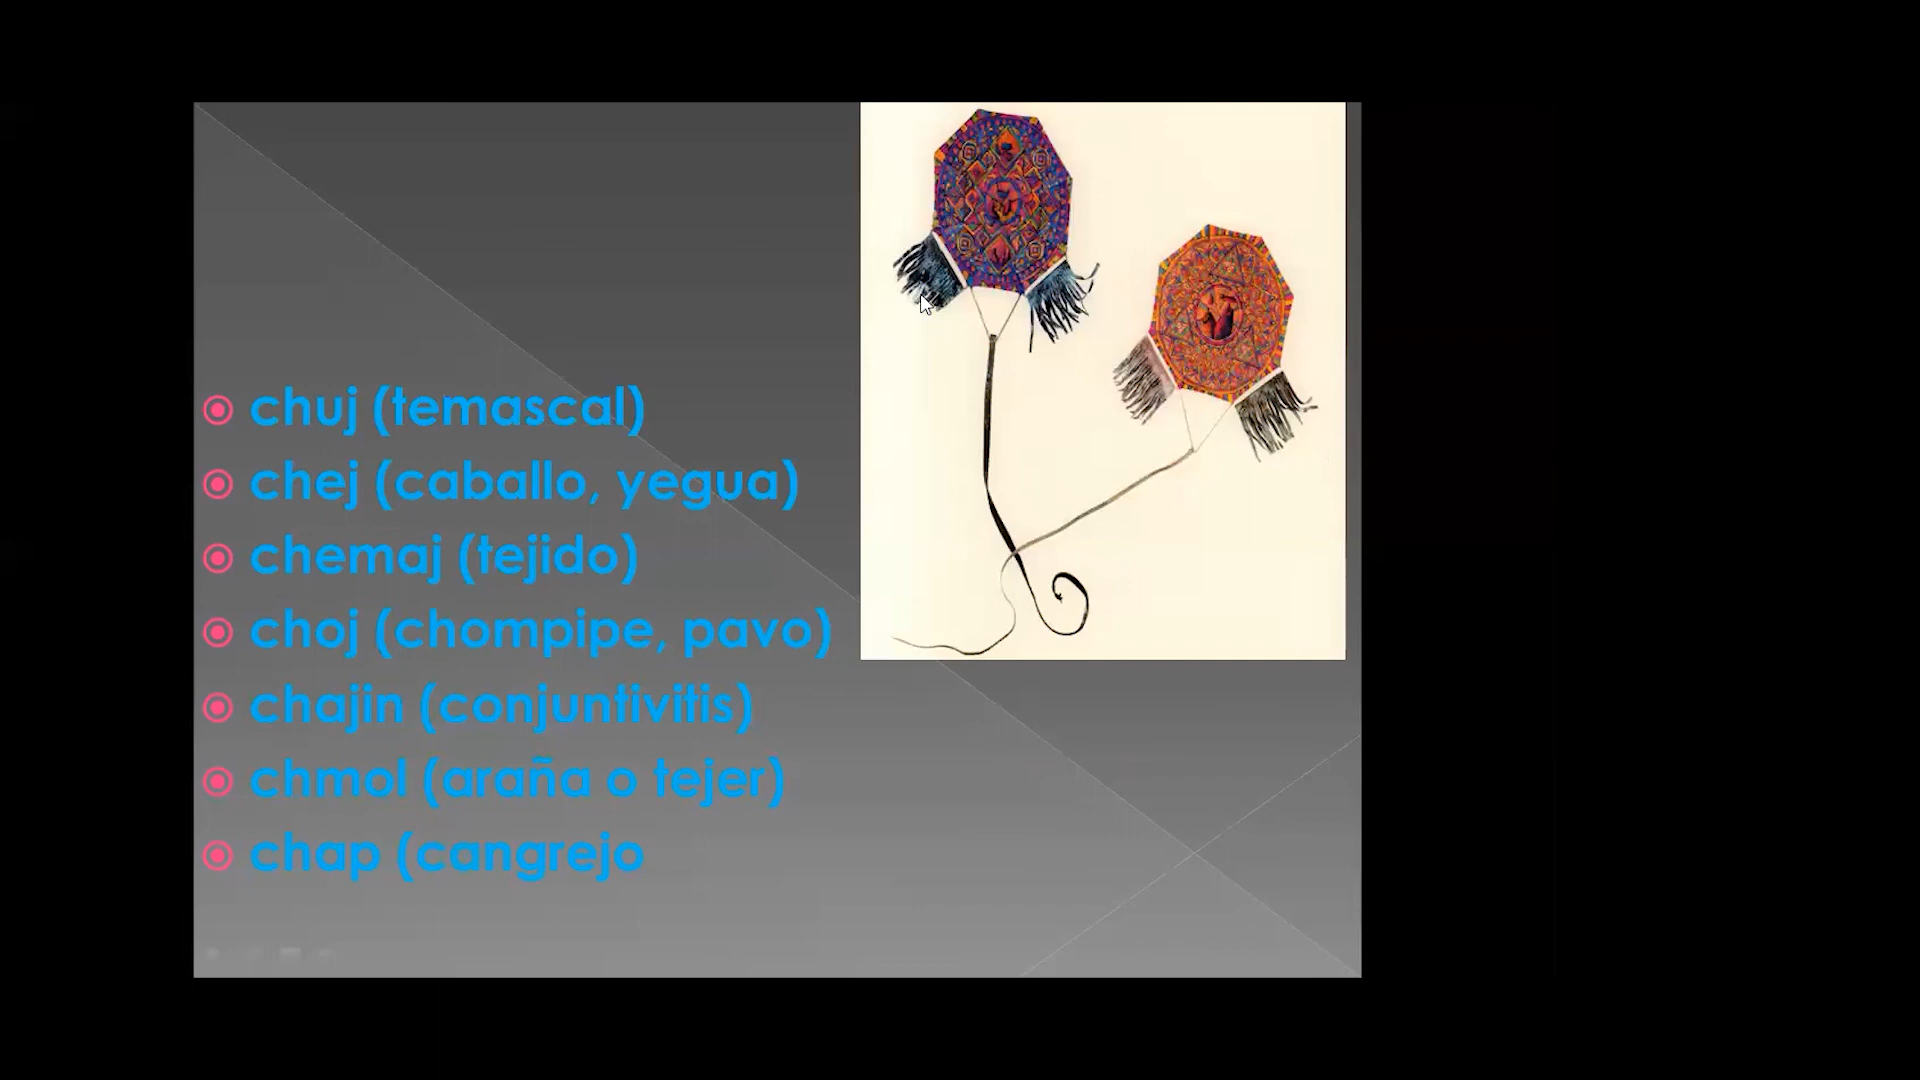 chuj (temascal)
chej (caballo, yegua)
chemaj (tejido)
choj (chompipe, pavo)
chajin (conjuntivitis)
chmol (araña o tejer)
chap (cangrejo